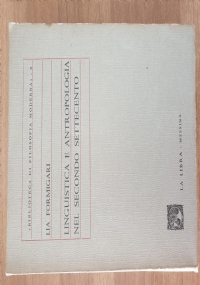 «BIBLIOTECA DI FILOSOFIA MODERNA» - 4
LIA FORMIGARI
LINGUISTICA E ANTROPOLOGIA
NEL SECONDO SETTECENTO
LA LIBRA - MESSINA